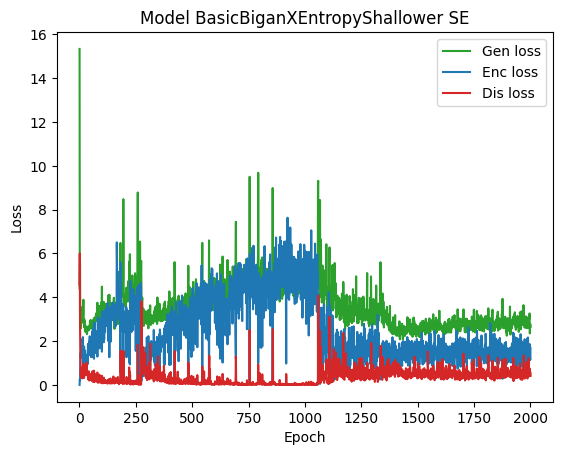 Model BasicBiganXEntropyShallower SE
Gen loss
Enc loss
Dis loss
Loss
16
14
12
10
8
6
4
2
0
0 250 500 750 1000 1250 1500 1750 2000
Epoch